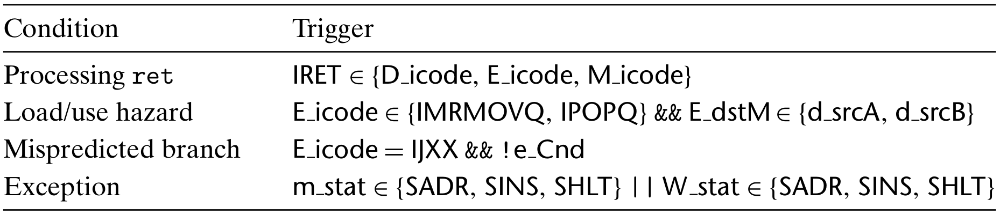 Condition Trigger
Processing ret IRET ∈ {D_icode, E_icode, M_icode}
Load/use hazard E_icode ∈ {IMRMOVQ, IPOPQ} && E_dstM ∈ {d_srcA, d_srcB}
Mispredicted branch E_icode = IJXX && !e_Cnd
Exception m_stat ∈ {SADR, SINS, SHLT} || W_stat ∈ {SADR, SINS, SHLT}